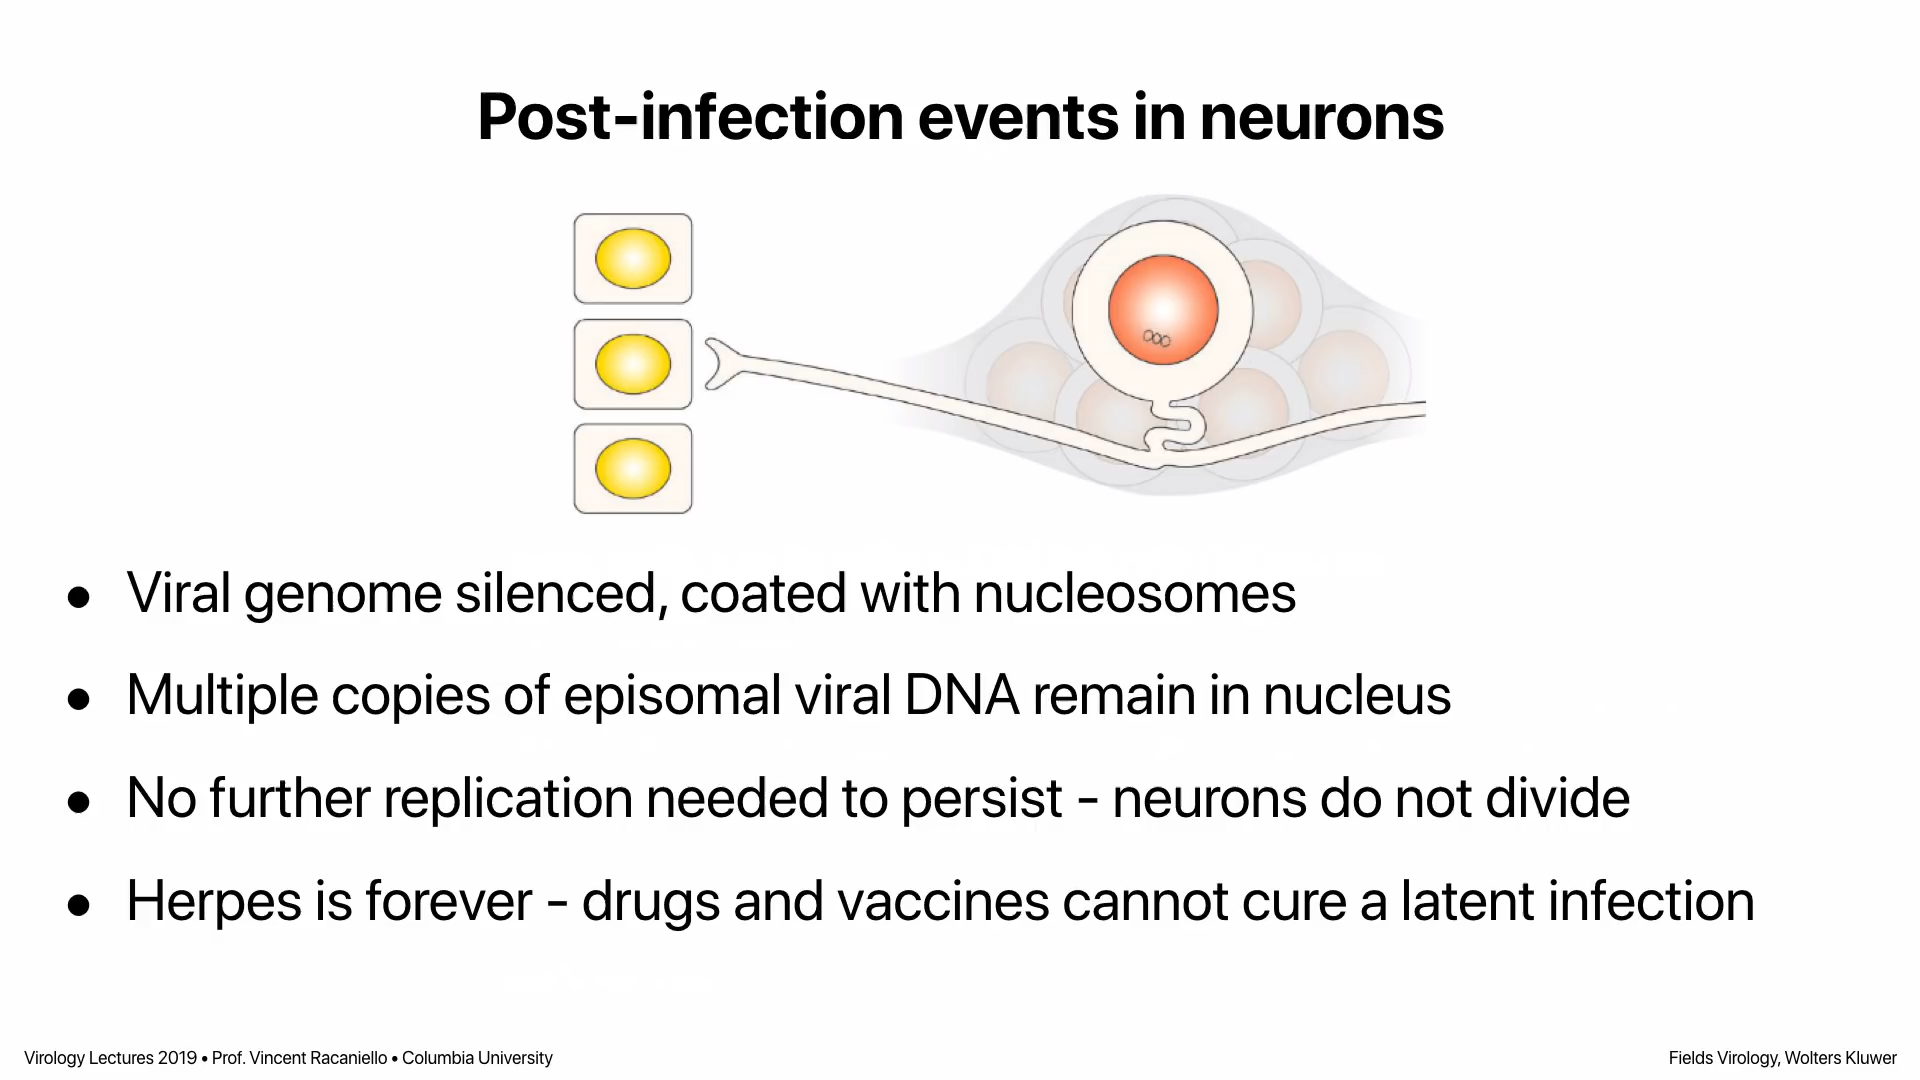 Post-infection events in neurons
• Viral genome silenced, coated with nucleosomes
• Multiple copies of episomal viral DNA remain in nucleus
• No further replication needed to persist - neurons do not divide
• Herpes is forever - drugs and vaccines cannot cure a latent infection
Virology Lectures 2019 • Prof. Vincent Racaniello • Columbia University
Fields Virology, Wolters Kluwer